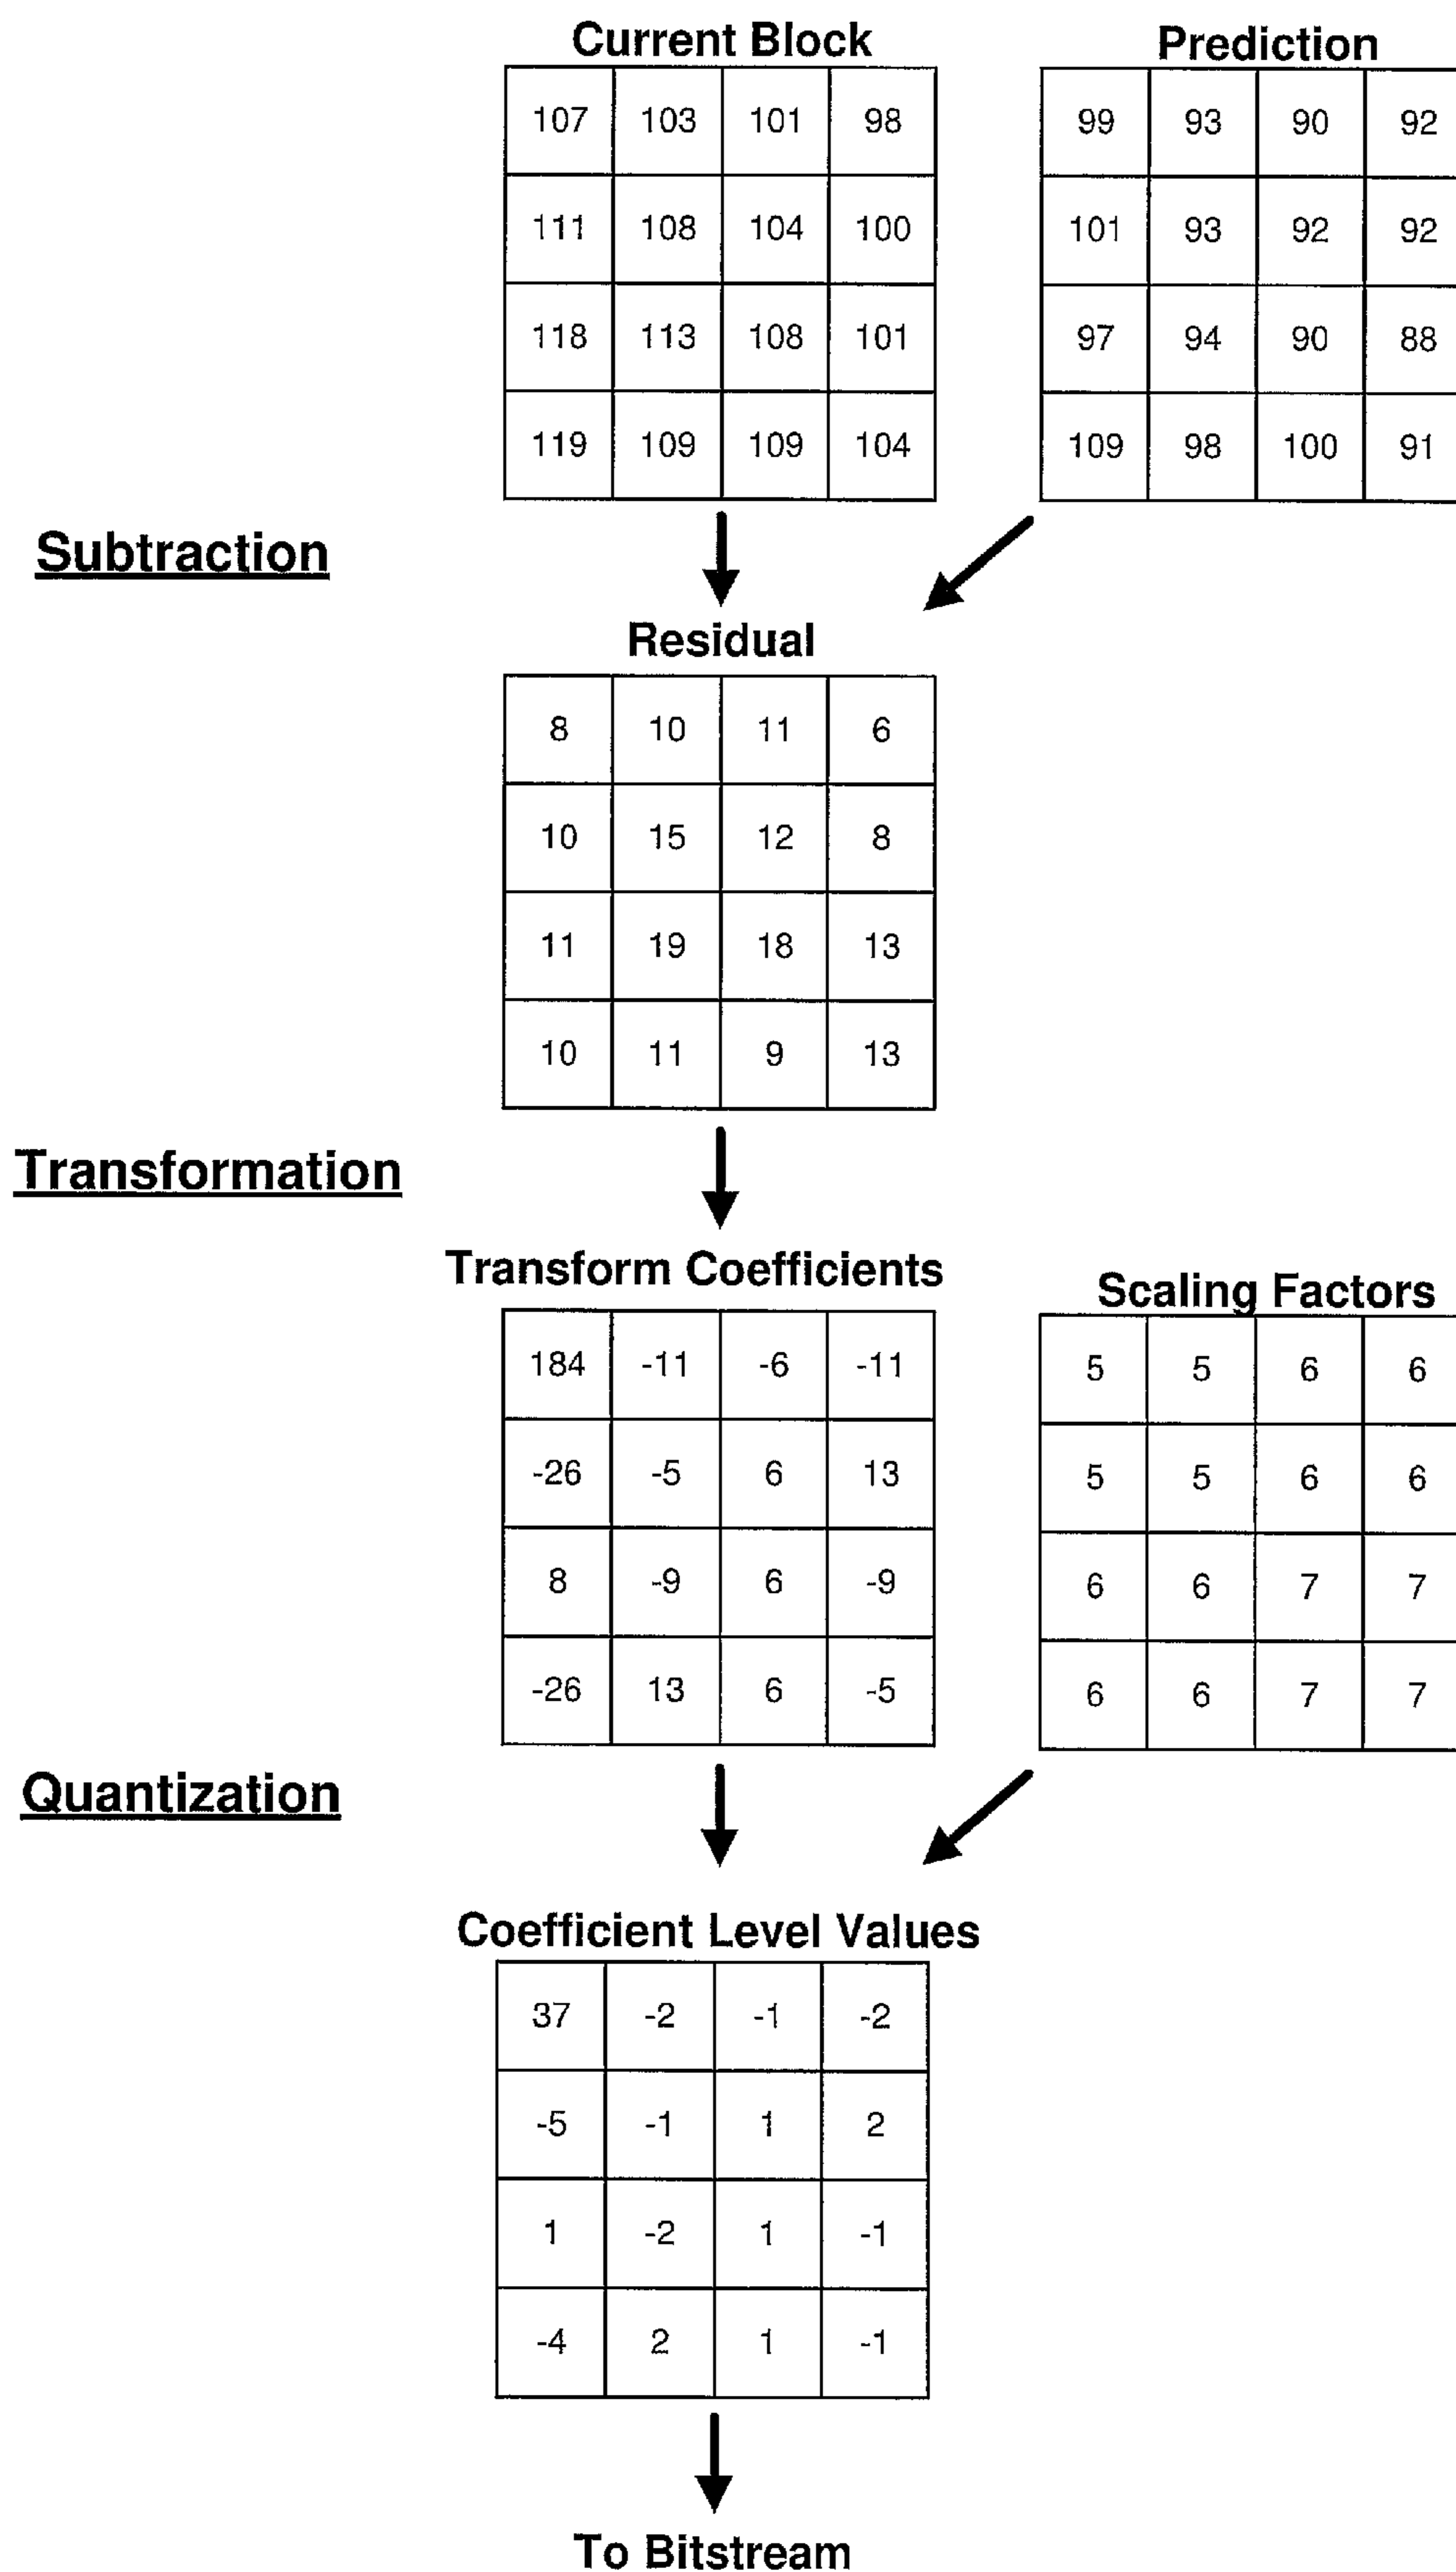 Current Block Prediction
107 103 101 98 99 93 90 92
111 108 104 100 101 93 92 92
118 113 108 101 97 94 90 88
119 109 109 104 109 98 100 91
Subtraction
Residual
8 10 11 6
10 15 12 8
11 19 18 13
10 11 9 13
Transformation
Transform Coefficients Scaling Factors
184 -11 -6 -11 5 5 6 6
-26 -5 6 13 5 5 6 6
8 -9 6 -9 6 6 7 7
-26 13 6 -5 6 6 7 7
Quantization
Coefficient Level Values
37 -2 -1 -2
-5 -1 1 2
1 -2 1 -1
-4 2 1 -1
To Bitstream